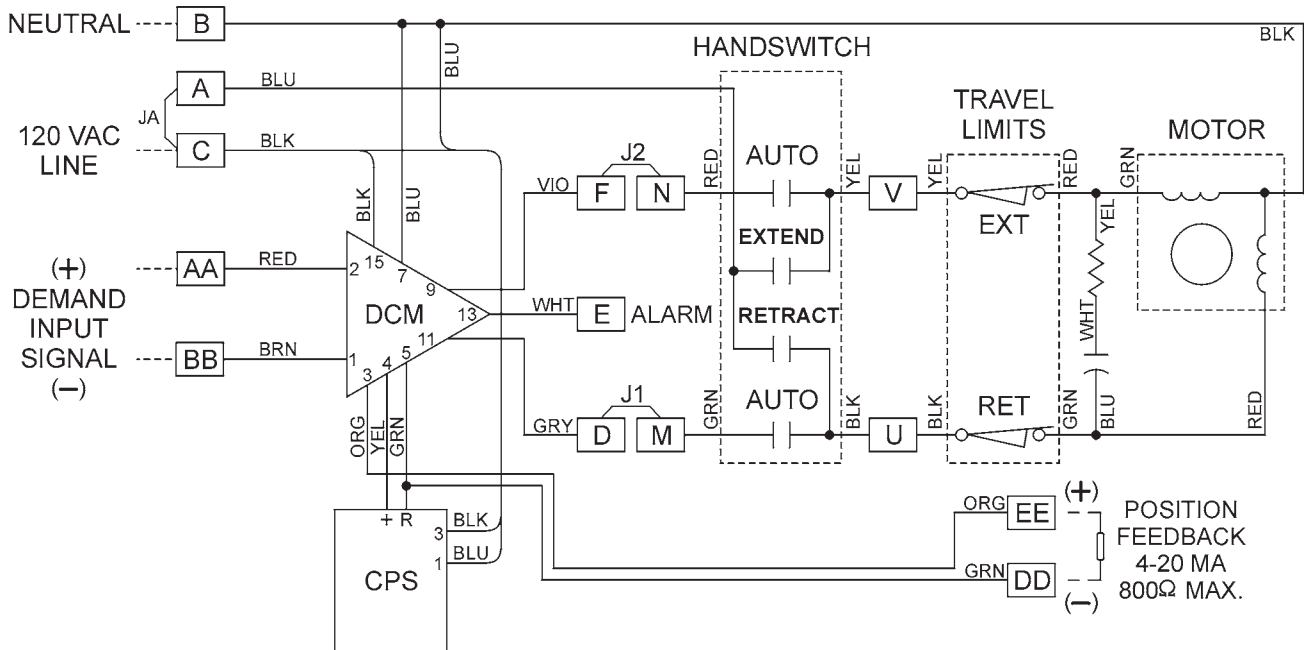 NEUTRAL
B
BLK
BLU
HANDSWITCH
A
BLU
JA
120 VAC
LINE
C
BLK
TRAVEL
LIMITS
MOTOR
J2
VIO
F
N
RED
AUTO
YEL
V
YEL
EXT
RED
GRN
YEL
BLK
BLU
EXTEND
(+)
DEMAND
INPUT
SIGNAL
(−)
AA
RED
2
15
7
9
DCM
13
11
WHT
E
ALARM
RETRACT
WHT
BB
BRN
1
3
4
5
J1
GRY
D
M
GRN
AUTO
BLK
U
BLK
RET
GRN
BLU
RED
ORG
YEL
GRN
+
R
3
BLK
1
BLU
CPS
ORG
EE
(+)
GRN
DD
(−)
POSITION
FEEDBACK
4-20 MA
800Ω MAX.